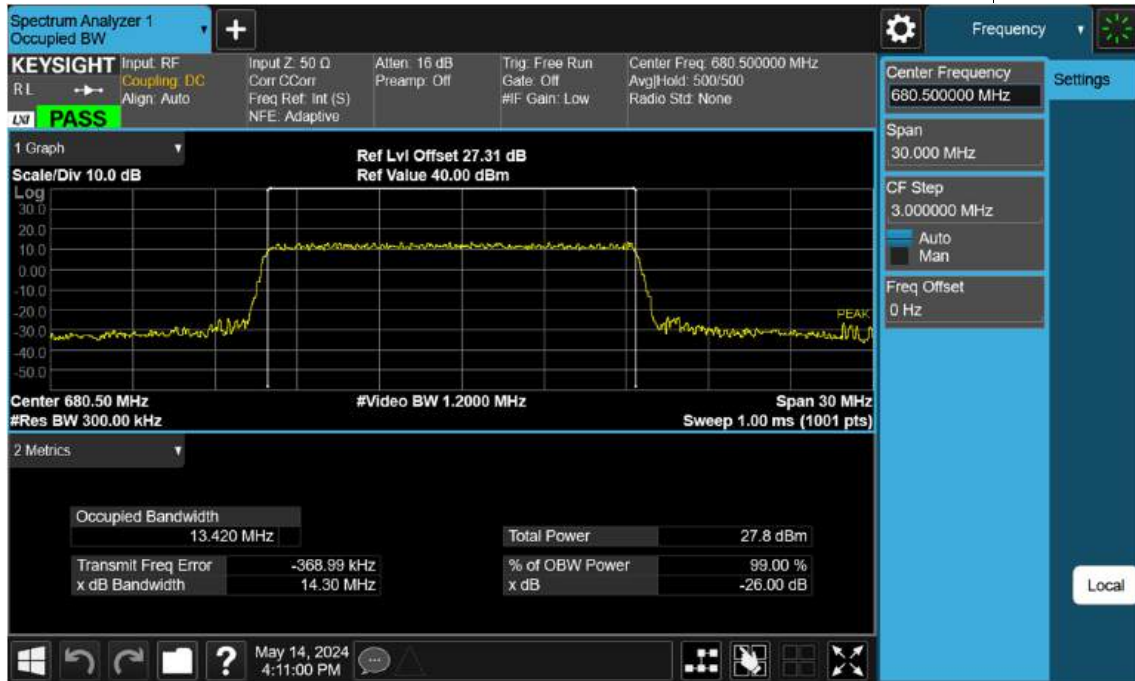 Spectrum Analyzer 1
Occupied BW
+
Frequency
KEYSIGHT
R L
LXI PASS
Input: RF
Coupling: DC
Align: Auto
Input Z: 50 Ω
Corr CCorr
Freq Ref: Int (S)
NFE: Adaptive
Atten: 16 dB
Preamp: Off
Trig: Free Run
Gate: Off
#IF Gain: Low
Center Freq: 680.500000 MHz
Avg|Hold: 500/500
Radio Std: None
Center Frequency
680.500000 MHz
Settings
Span
30.000 MHz
CF Step
3.000000 MHz
Auto
Man
Freq Offset
0 Hz
Local
1 Graph
Scale/Div 10.0 dB
Ref Lvl Offset 27.31 dB
Ref Value 40.00 dBm
Log
30.0
20.0
10.0
0.00
-10.0
-20.0
-30.0
-40.0
-50.0
PEAK
Center 680.50 MHz
#Video BW 1.2000 MHz
Span 30 MHz
#Res BW 300.00 kHz
Sweep 1.00 ms (1001 pts)
2 Metrics
Occupied Bandwidth
13.420 MHz
Total Power 27.8 dBm
Transmit Freq Error -368.99 kHz
% of OBW Power 99.00 %
x dB Bandwidth 14.30 MHz
x dB -26.00 dB
?
May 14, 2024
4:11:00 PM